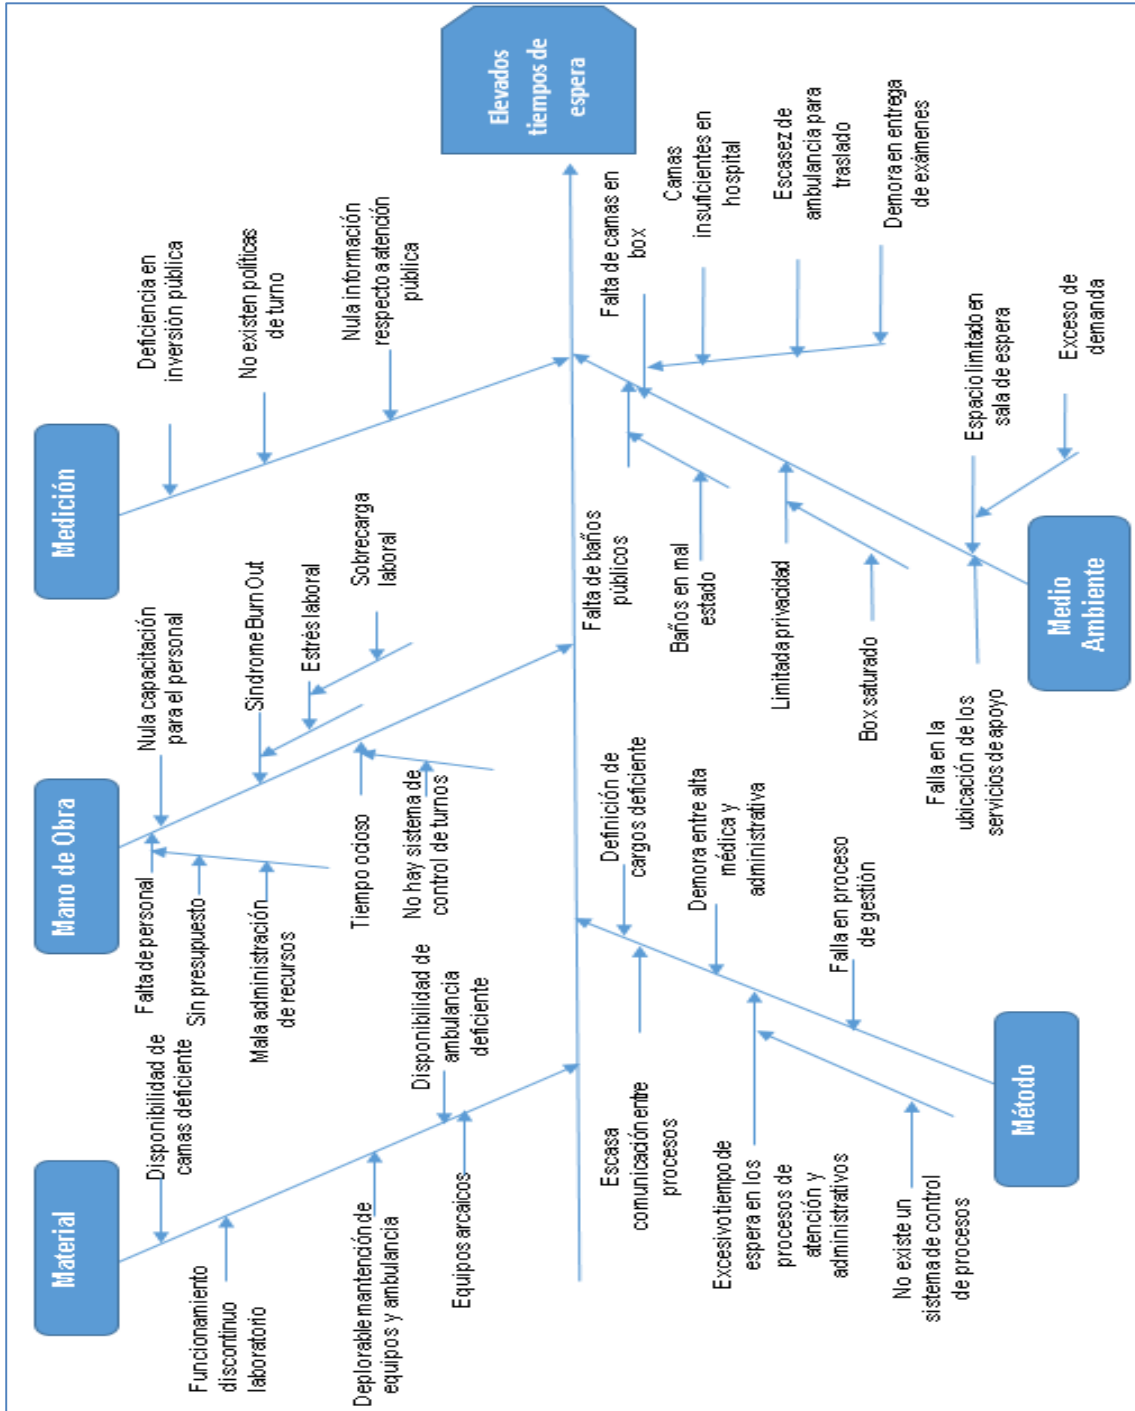 Material
Disponibilidad de
camas deficiente
Funcionamiento
discontinuo
laboratorio
Deplorable mantención de
equipos y ambulancia
Disponibilidad de
ambulancia
deficiente
Equipos arcaicos
Mano de Obra
Nula capacitación
para el personal
Falta de personal
Sin presupuesto
Mala administración
de recursos
Sindrome Burn Out
Estrés laboral
Sobrecarga
laboral
Tiempo ocioso
No hay sistema de
control de turnos
Medición
Deficiencia en
inversión pública
No existen políticas
de turno
Nula información
respecto a atención
pública
Elevados
tiempos de
espera
Método
Definición de
cargos deficiente
Escasa
comunicación entre
procesos
Demora entre alta
médica y
administrativa
Excesivo tiempo de
espera en los
procesos de
atención y
administrativos
Falla en proceso
de gestión
No existe un
sistema de control
de procesos
Medio
Ambiente
Falta de baños
públicos
Baños en mal
estado
Limitada privacidad
Box saturado
Falla en la
ubicación de los
servicios de apoyo
Falta de camas en
box
Camas
insuficientes en
hospital
Escasez de
ambulancia para
traslado
Demora en entrega
de exámenes
Espacio limitado en
sala de espera
Exceso de
demanda